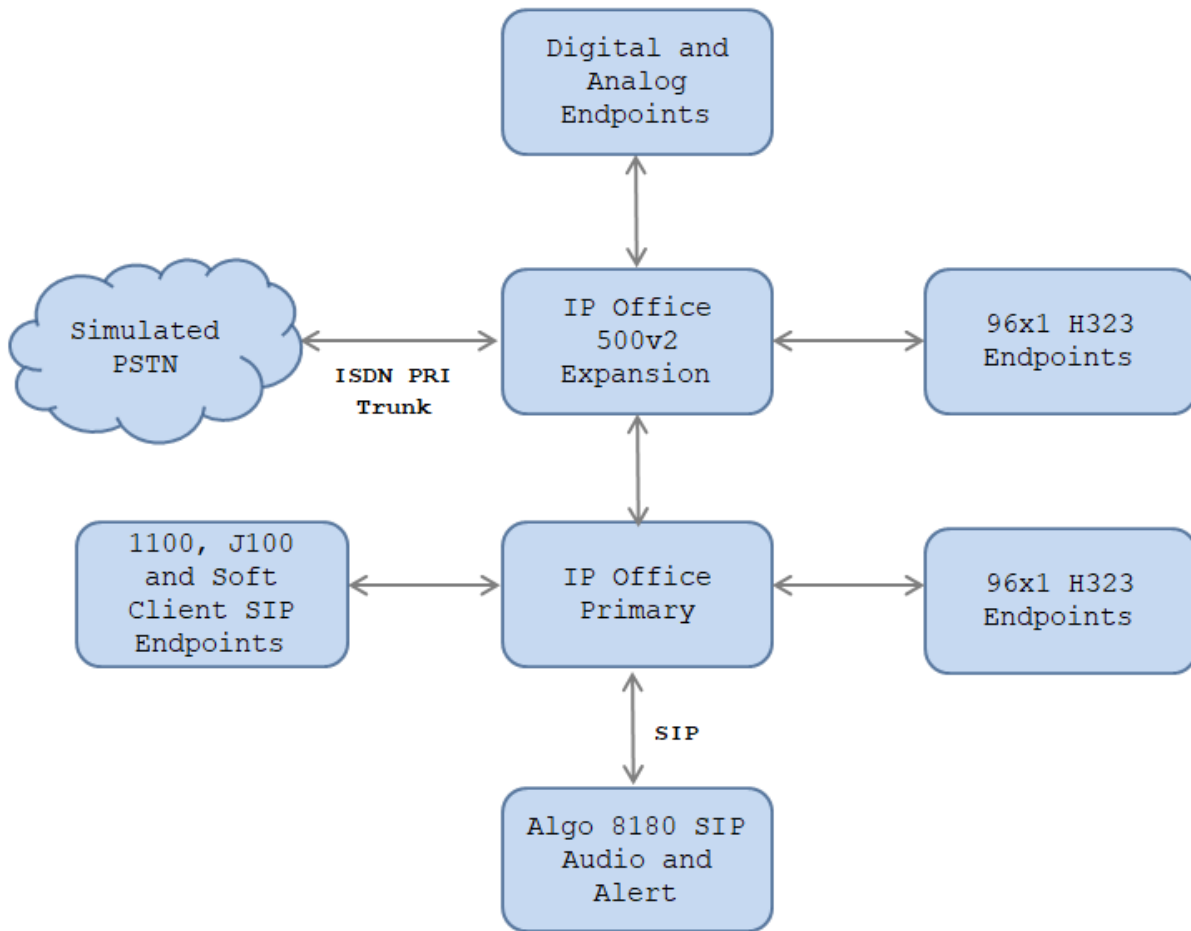 Digital and
Analog
Endpoints
Simulated
PSTN
ISDN PRI
Trunk
IP Office
500v2
Expansion
96x1 H323
Endpoints
1100, J100
and Soft
Client SIP
Endpoints
IP Office
Primary
96x1 H323
Endpoints
SIP
Algo 8180 SIP
Audio and
Alert